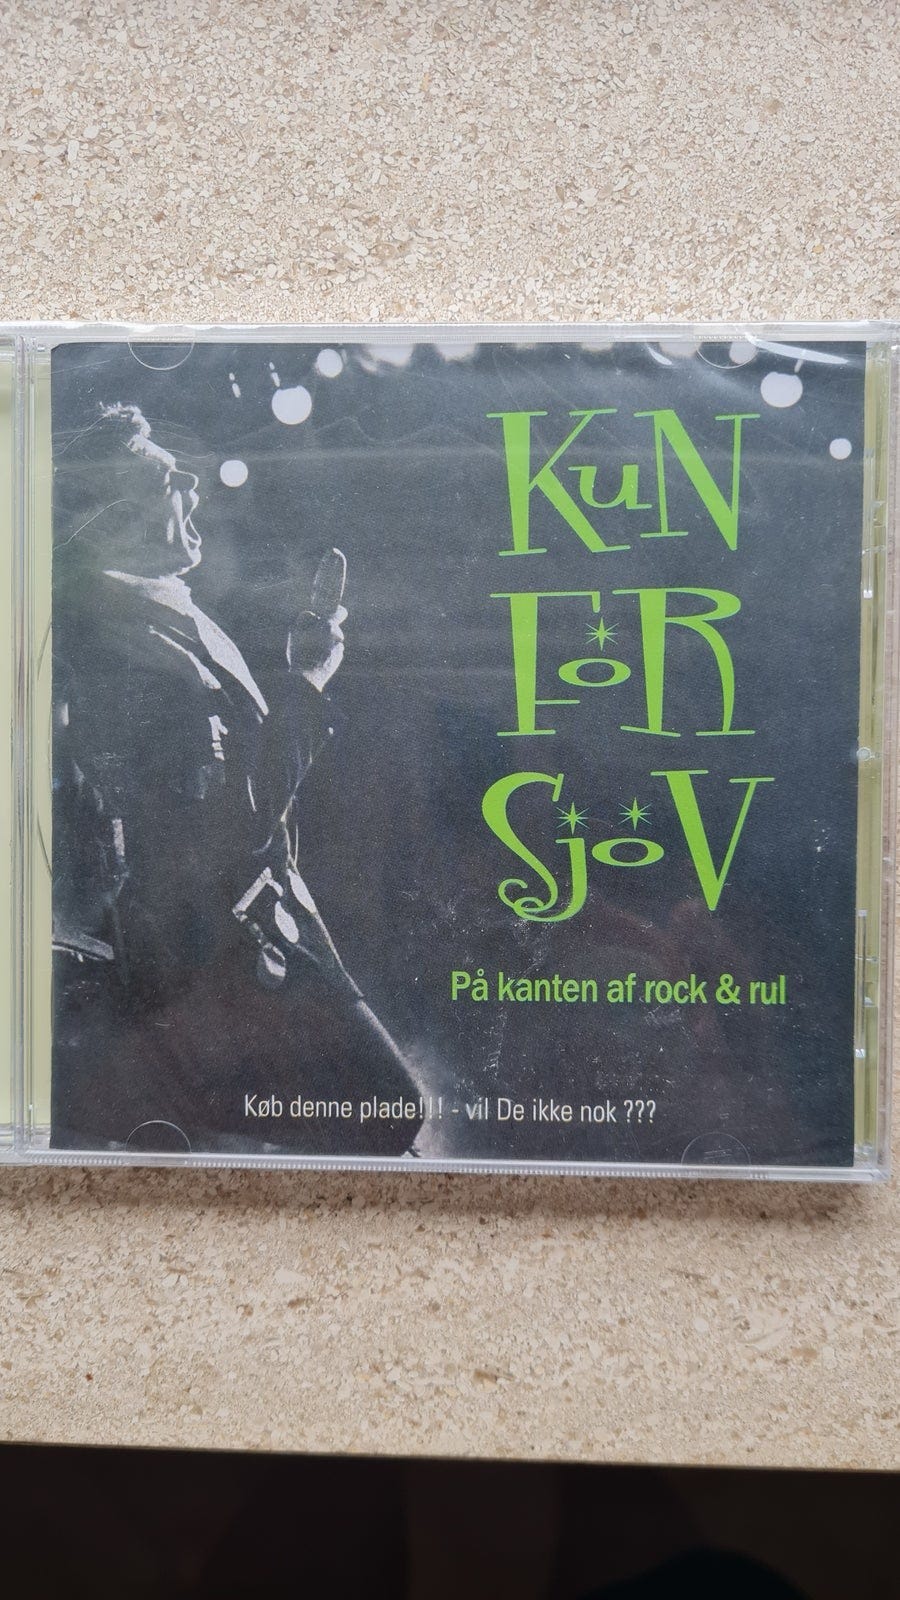 KuN
FoR
SjoV
På kanten af rock & rul
Køb denne plade!!! - vil De ikke nok ???